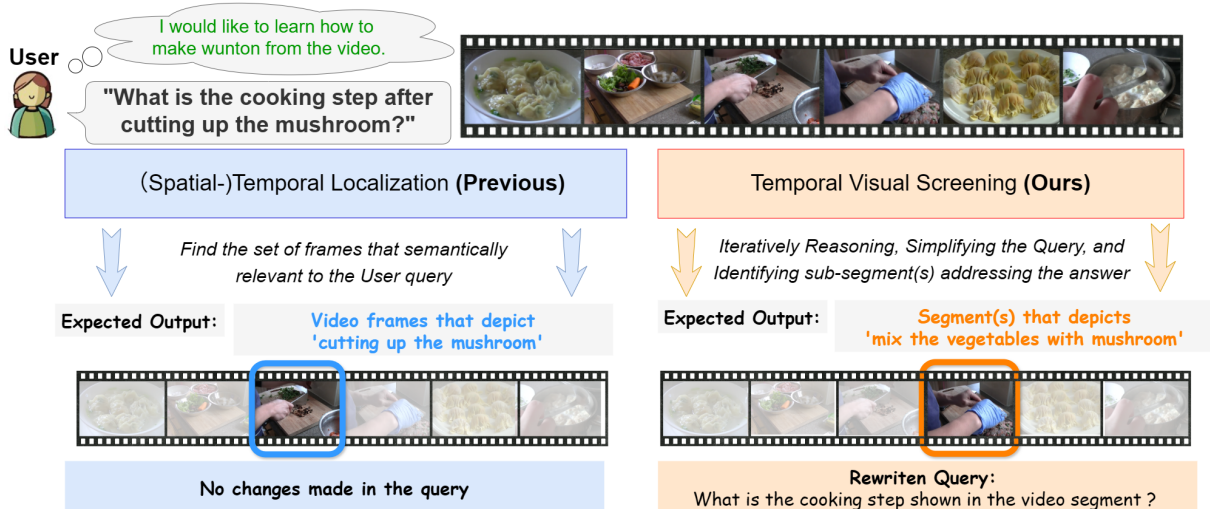 User
I would like to learn how to
make wunton from the video.
"What is the cooking step after
cutting up the mushroom?"
(Spatial-)Temporal Localization (Previous)
Find the set of frames that semantically
relevant to the User query
Expected Output:
Video frames that depict
'cutting up the mushroom'
No changes made in the query
Temporal Visual Screening (Ours)
Iteratively Reasoning, Simplifying the Query, and
Identifying sub-segment(s) addressing the answer
Expected Output:
Segment(s) that depicts
'mix the vegetables with mushroom'
Rewriten Query:
What is the cooking step shown in the video segment ?